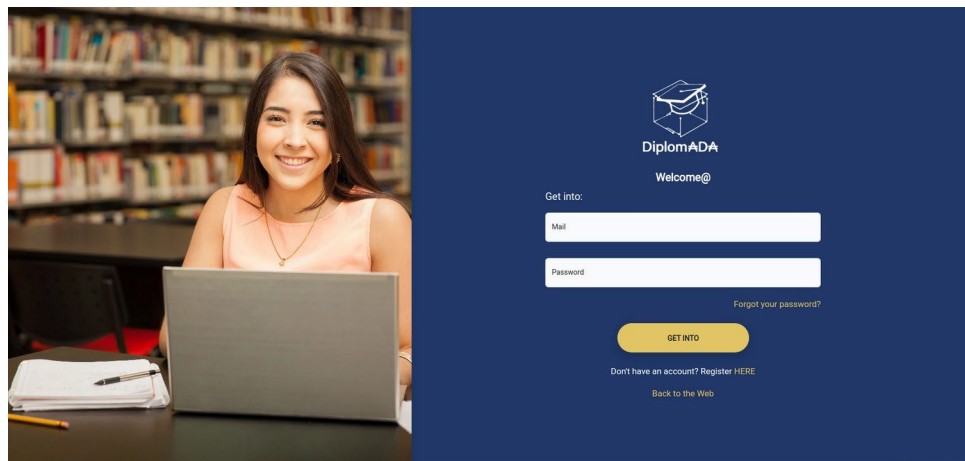 Diplom₳D₳
Welcome@
Get into:
Mail
Password
Forgot your password?
GET INTO
Don't have an account? Register HERE
Back to the Web